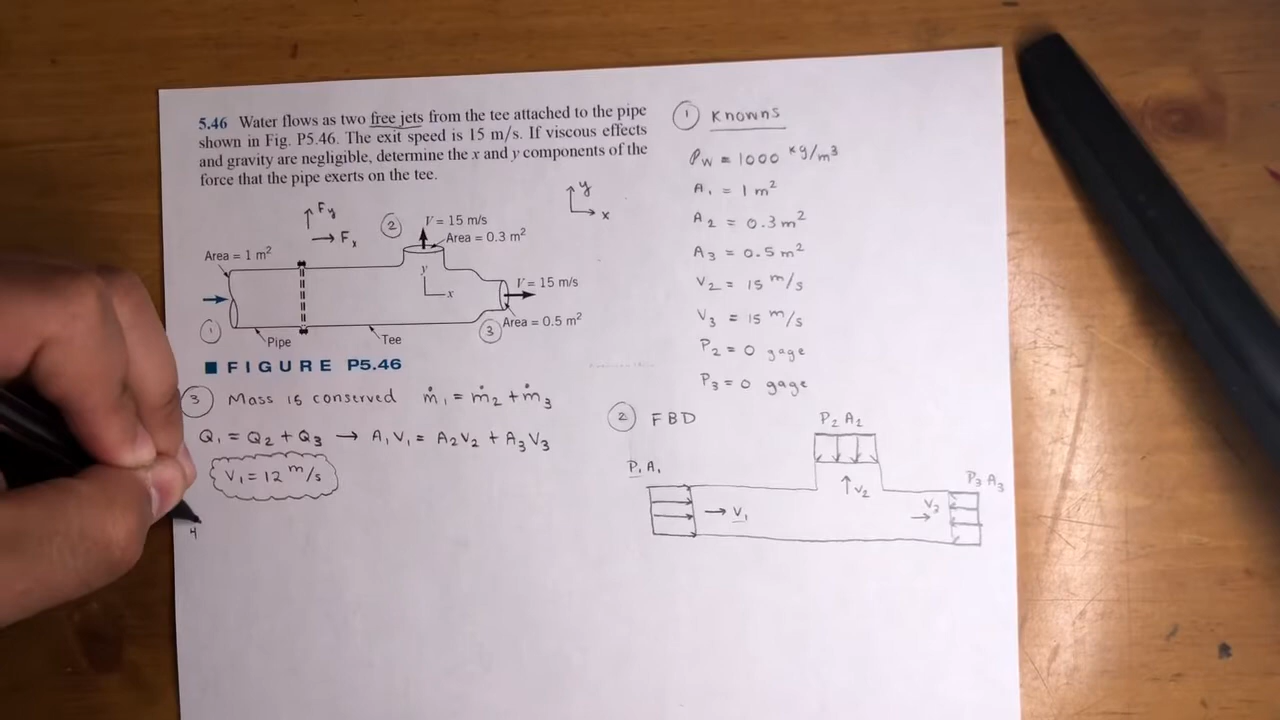 5.46 Water flows as two free jets from the tee attached to the pipe
shown in Fig. P5.46. The exit speed is 15 m/s. If viscous effects
and gravity are negligible, determine the x and y components of the
force that the pipe exerts on the tee.
y
x
Fy
Fx
2
V = 15 m/s
Area = 0.3 m²
Area = 1 m²
y
x
V = 15 m/s
1
Pipe
Tee
3
Area = 0.5 m²
FIGURE P5.46
1 Knowns
ρw = 1000 kg/m³
A₁ = 1 m²
A₂ = 0.3 m²
A₃ = 0.5 m²
V₂ = 15 m/s
V₃ = 15 m/s
P₂ = 0 gage
P₃ = 0 gage
2 FBD
P₂ A₂
P₁ A₁
P₃ A₃
V₁
V₂
V₃
3 Mass is conserved ṁ₁ = ṁ₂ + ṁ₃
Q₁ = Q₂ + Q₃ → A₁V₁ = A₂V₂ + A₃V₃
V₁ = 12 m/s
4